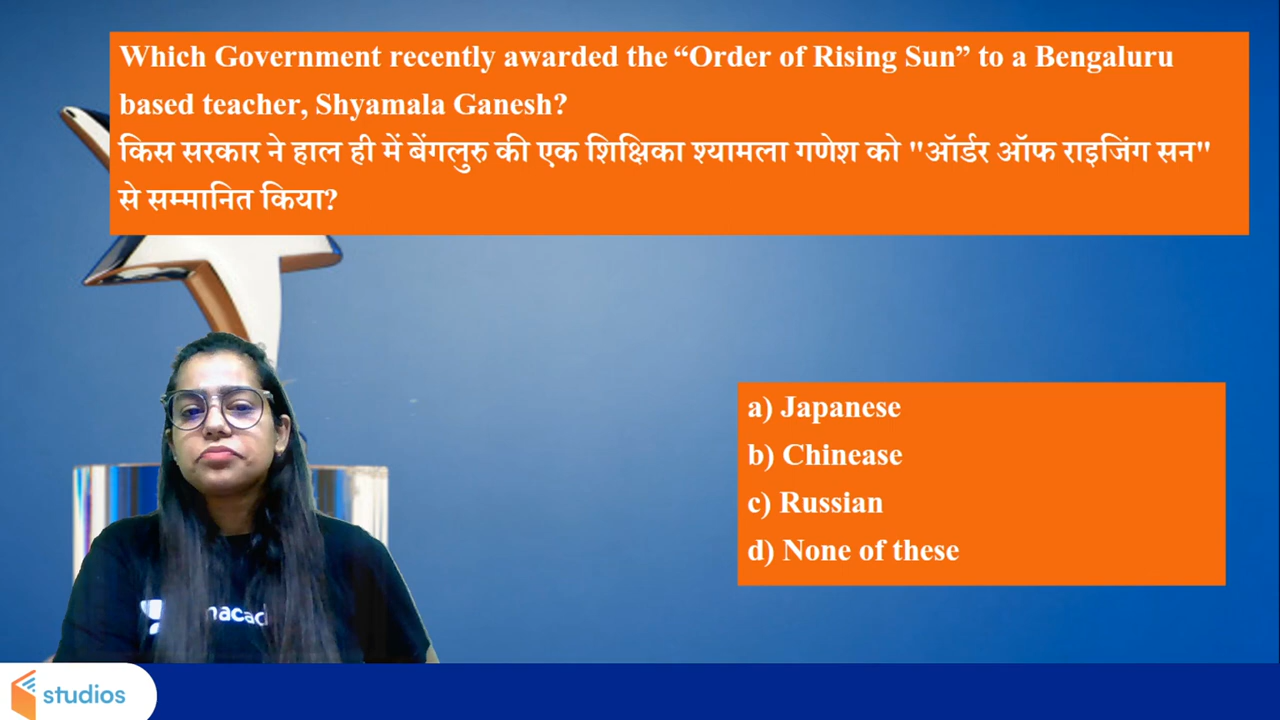 Which Government recently awarded the “Order of Rising Sun” to a Bengaluru
based teacher, Shyamala Ganesh?
किस सरकार ने हाल ही में बेंगलुरु की एक शिक्षिका श्यामला गणेश को "ऑर्डर ऑफ राइजिंग सन"
से सम्मानित किया?
a) Japanese
b) Chinease
c) Russian
d) None of these
studios